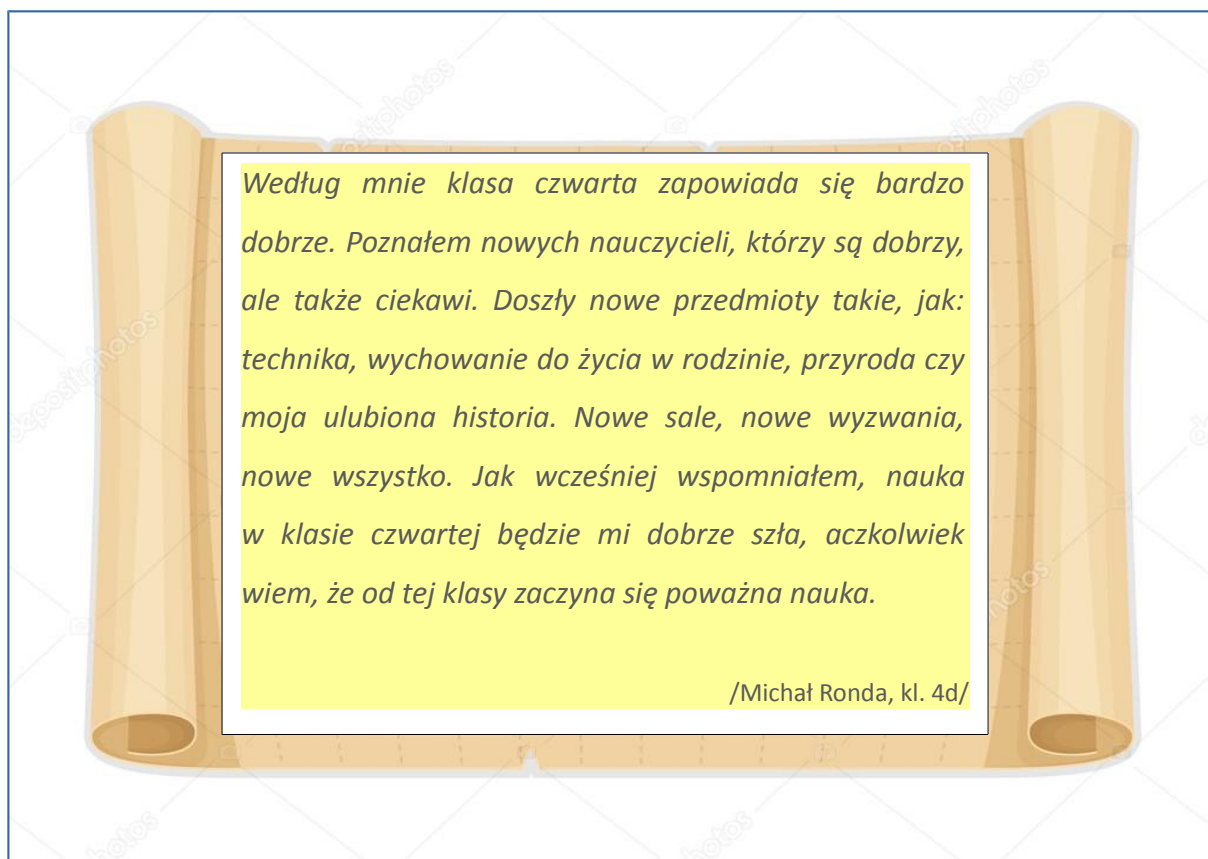 Według mnie klasa czwarta zapowiada się bardzo
dobrze. Poznałem nowych nauczycieli, którzy są dobrzy,
ale także ciekawi. Doszły nowe przedmioty takie, jak:
technika, wychowanie do życia w rodzinie, przyroda czy
moja ulubiona historia. Nowe sale, nowe wyzwania,
nowe wszystko. Jak wcześniej wspomniałem, nauka
w klasie czwartej będzie mi dobrze szła, aczkolwiek
wiem, że od tej klasy zaczyna się poważna nauka.
/Michał Ronda, kl. 4d/